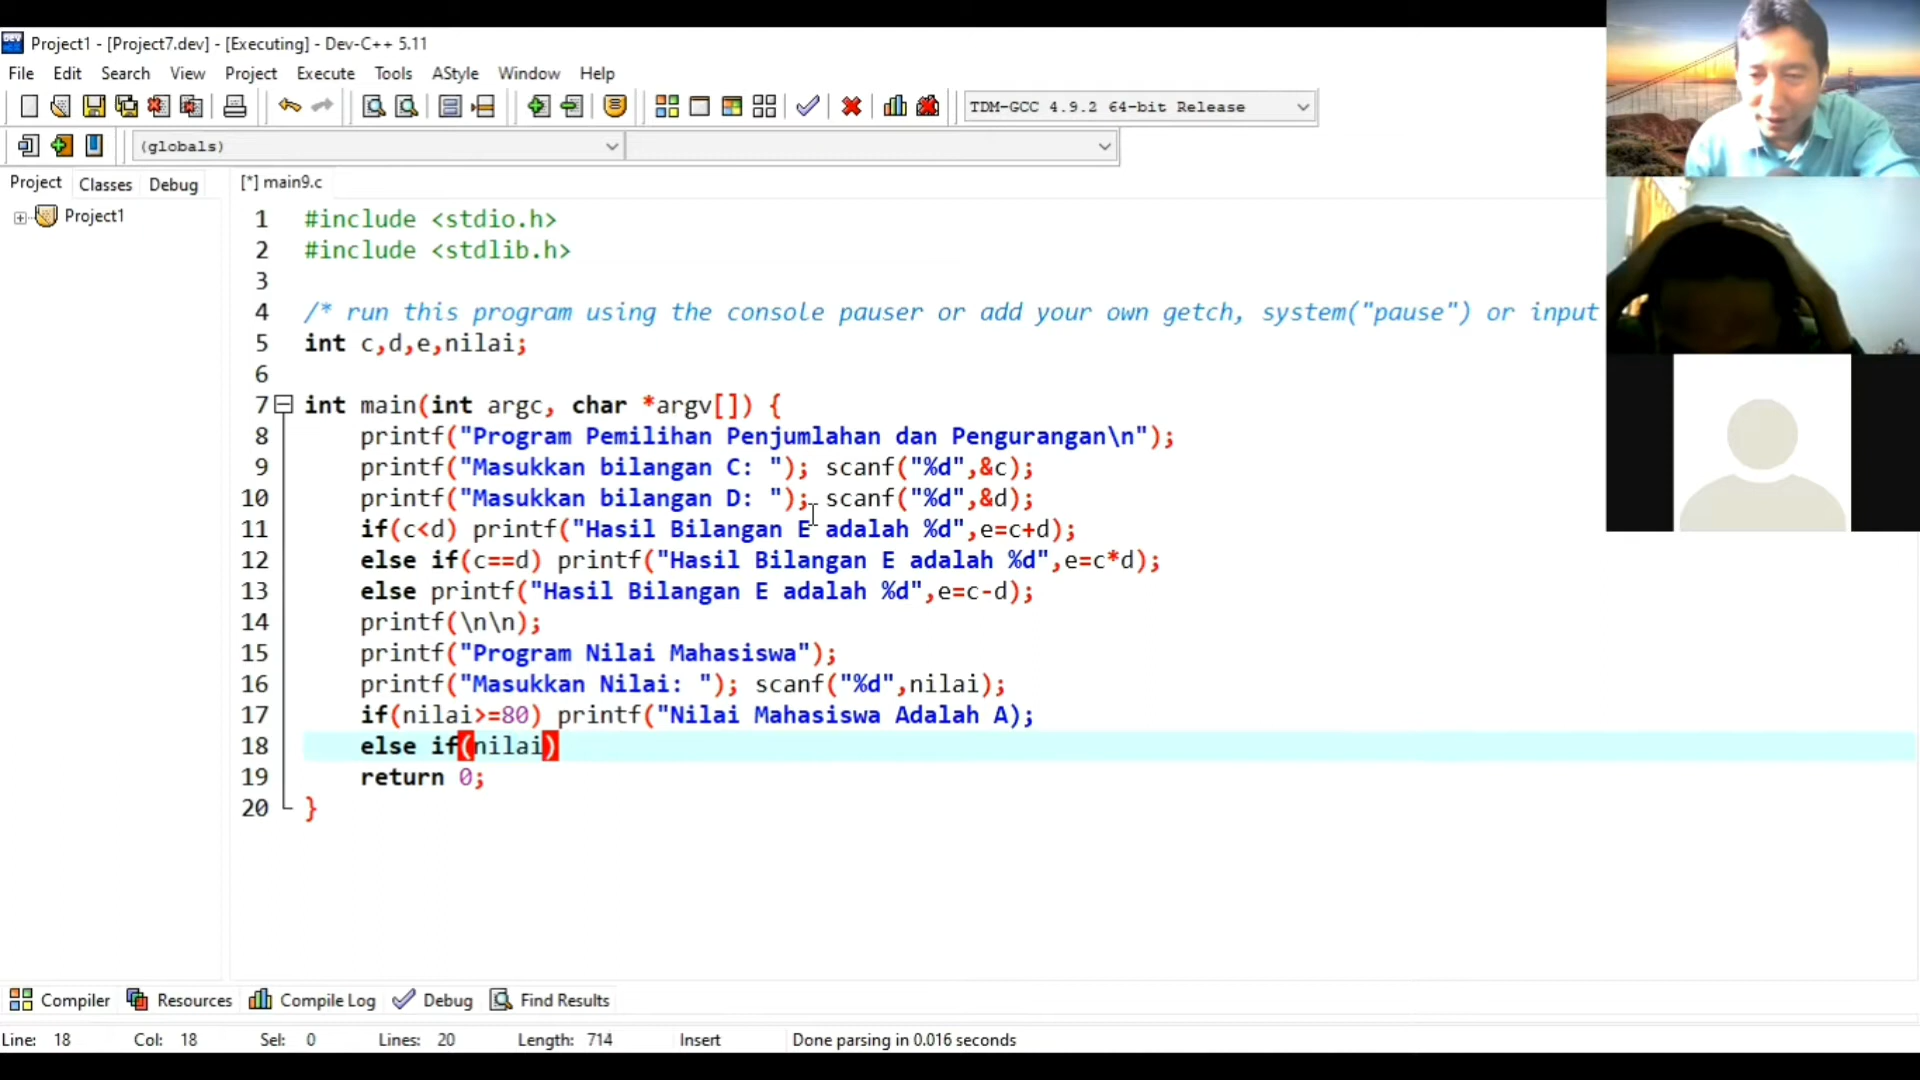 Project1 - [Project7.dev] - [Executing] - Dev-C++ 5.11
File Edit Search View Project Execute Tools AStyle Window Help
TDM-GCC 4.9.2 64-bit Release
(globals)
Project Classes Debug
[*] main9.c
Project1
1 #include <stdio.h>
2 #include <stdlib.h>
3
4 /* run this program using the console pauser or add your own getch, system("pause") or input
5 int c,d,e,nilai;
6
7 int main(int argc, char *argv[]) {
8 printf("Program Pemilihan Penjumlahan dan Pengurangan\n");
9 printf("Masukkan bilangan C: "); scanf("%d",&c);
10 printf("Masukkan bilangan D: "); scanf("%d",&d);
11 if(c<d) printf("Hasil Bilangan E adalah %d",e=c+d);
12 else if(c==d) printf("Hasil Bilangan E adalah %d",e=c*d);
13 else printf("Hasil Bilangan E adalah %d",e=c-d);
14 printf(\n\n);
15 printf("Program Nilai Mahasiswa");
16 printf("Masukkan Nilai: "); scanf("%d",nilai);
17 if(nilai>=80) printf("Nilai Mahasiswa Adalah A);
18 else if(nilai)
19 return 0;
20 }
Compiler Resources Compile Log Debug Find Results
Line: 18 Col: 18 Sel: 0 Lines: 20 Length: 714 Insert Done parsing in 0.016 seconds